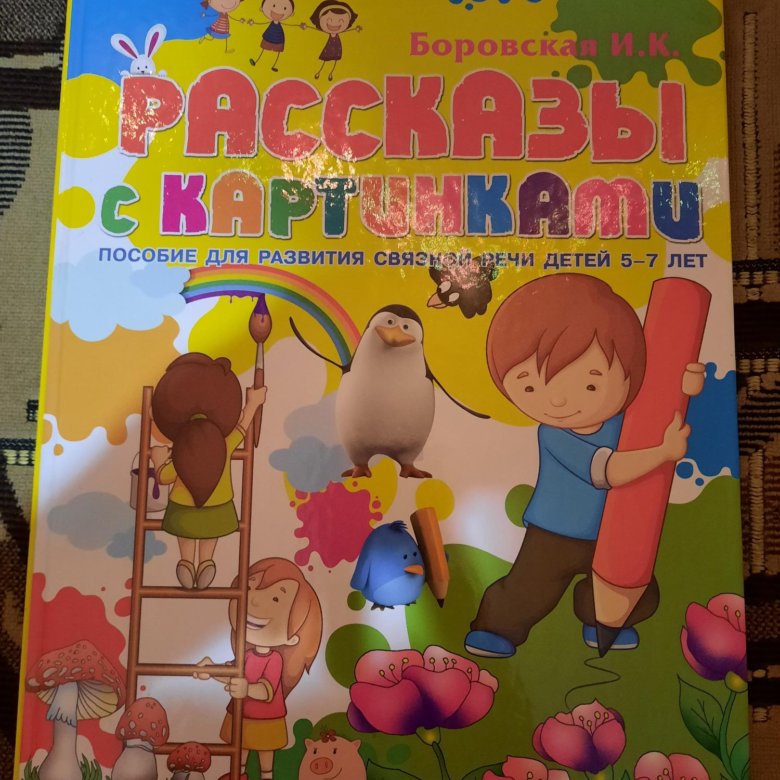 Боровская И.К.
РАССКАЗЫ
С КАРТИНКАМИ
ПОСОБИЕ ДЛЯ РАЗВИТИЯ СВЯЗНОЙ РЕЧИ ДЕТЕЙ 5–7 ЛЕТ